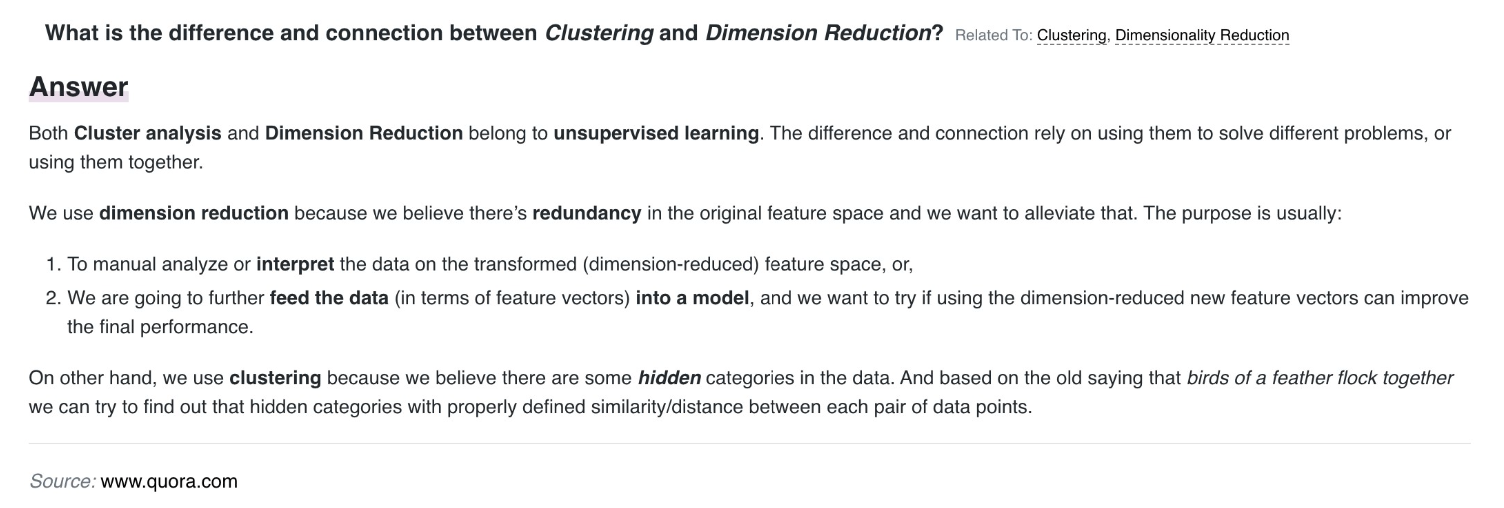 What is the difference and connection between Clustering and Dimension Reduction? Related To: Clustering, Dimensionality Reduction
Answer
Both Cluster analysis and Dimension Reduction belong to unsupervised learning. The difference and connection rely on using them to solve different problems, or
using them together.
We use dimension reduction because we believe there’s redundancy in the original feature space and we want to alleviate that. The purpose is usually:
1. To manual analyze or interpret the data on the transformed (dimension-reduced) feature space, or,
2. We are going to further feed the data (in terms of feature vectors) into a model, and we want to try if using the dimension-reduced new feature vectors can improve
the final performance.
On other hand, we use clustering because we believe there are some hidden categories in the data. And based on the old saying that birds of a feather flock together
we can try to find out that hidden categories with properly defined similarity/distance between each pair of data points.
Source: www.quora.com